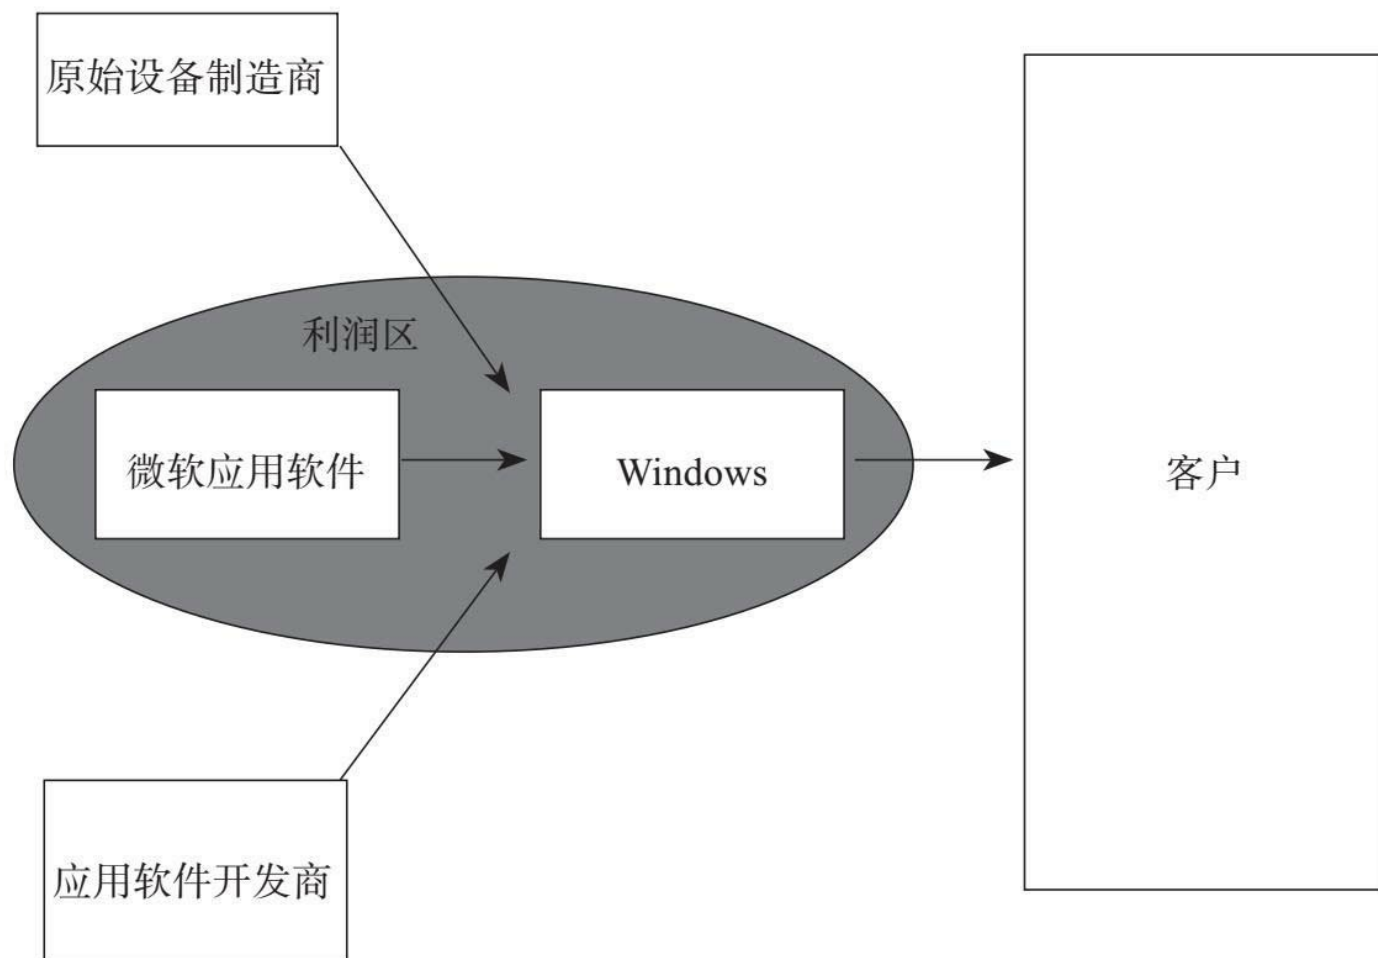 原始设备制造商
利润区
微软应用软件
Windows
客户
应用软件开发商